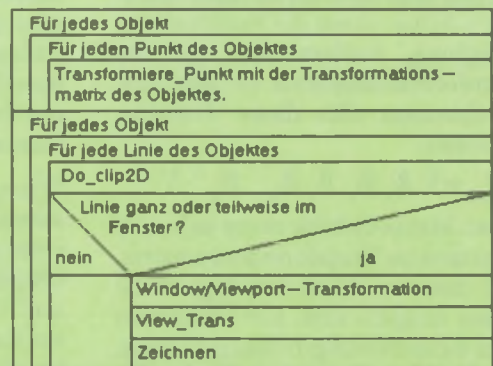 Für jedes Objekt
Für jeden Punkt des Objektes
Transformiere_Punkt mit der Transformations–
matrix des Objektes.
Für jedes Objekt
Für jede Linie des Objektes
Do_clip2D
Linie ganz oder teilweise im
Fenster?
nein
ja
Window/Viewport–Transformation
View_Trans
Zeichnen